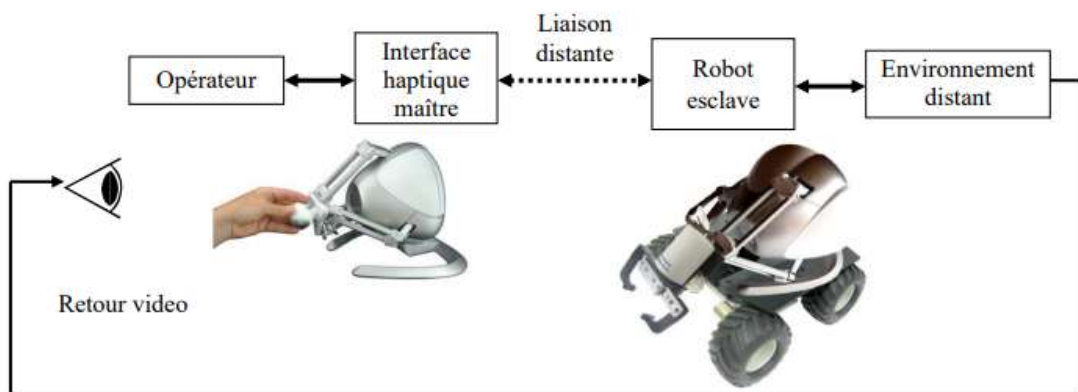 Opérateur
Interface
haptique
maître
Liaison
distante
Robot
esclave
Environnement
distant
Retour video